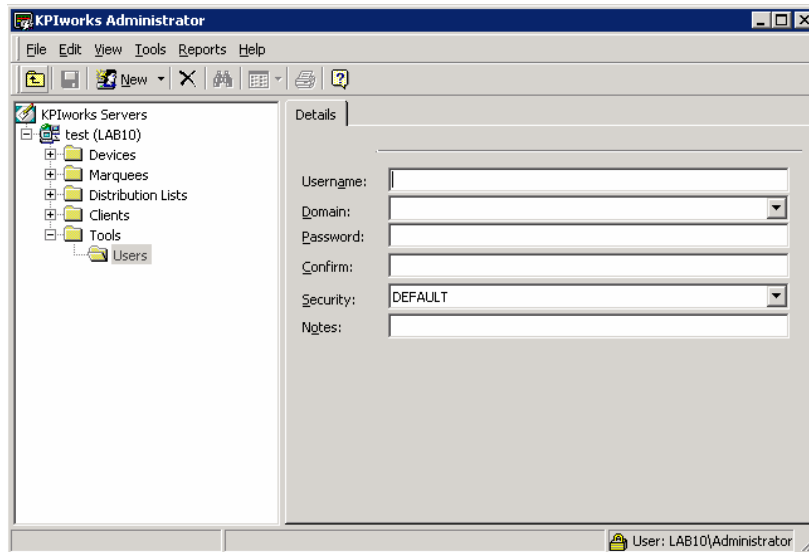 KPIworks Administrator
File Edit View Tools Reports Help
New
KPIworks Servers
test (LAB10)
Devices
Marquees
Distribution Lists
Clients
Tools
Users
Details
Username:
Domain:
Password:
Confirm:
Security: DEFAULT
Notes:
User: LAB10\Administrator